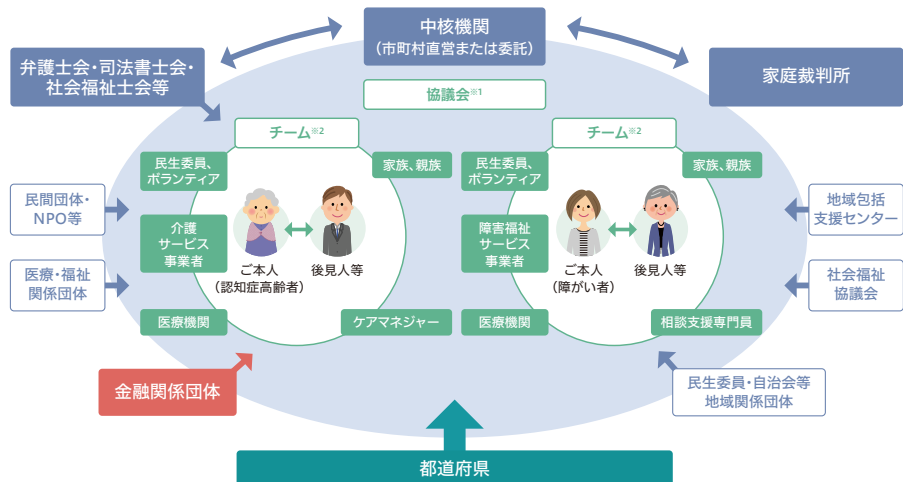 中核機関
（市町村直営または委託）
弁護士会・司法書士会・
社会福祉士会等
家庭裁判所
協議会※1
チーム※2
民生委員、
ボランティア
家族、親族
介護
サービス
事業者
ご本人
（認知症高齢者）
後見人等
医療機関
ケアマネジャー
チーム※2
民生委員、
ボランティア
家族、親族
障害福祉
サービス
事業者
ご本人
（障がい者）
後見人等
医療機関
相談支援専門員
民間団体・
NPO等
医療・福祉
関係団体
地域包括
支援センター
社会福祉
協議会
金融関係団体
民生委員・自治会等
地域関係団体
都道府県